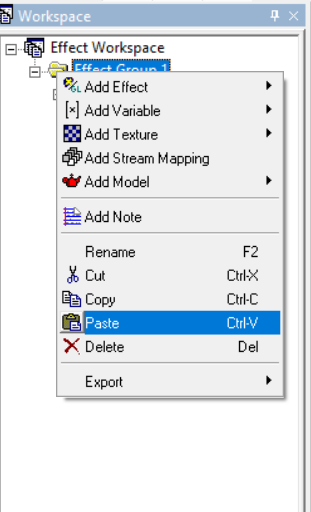 Workspace
Effect Workspace
Effect Group 1
Add Effect
Add Variable
Add Texture
Add Stream Mapping
Add Model
Add Note
Rename F2
Cut Ctrl-X
Copy Ctrl-C
Paste Ctrl-V
Delete Del
Export